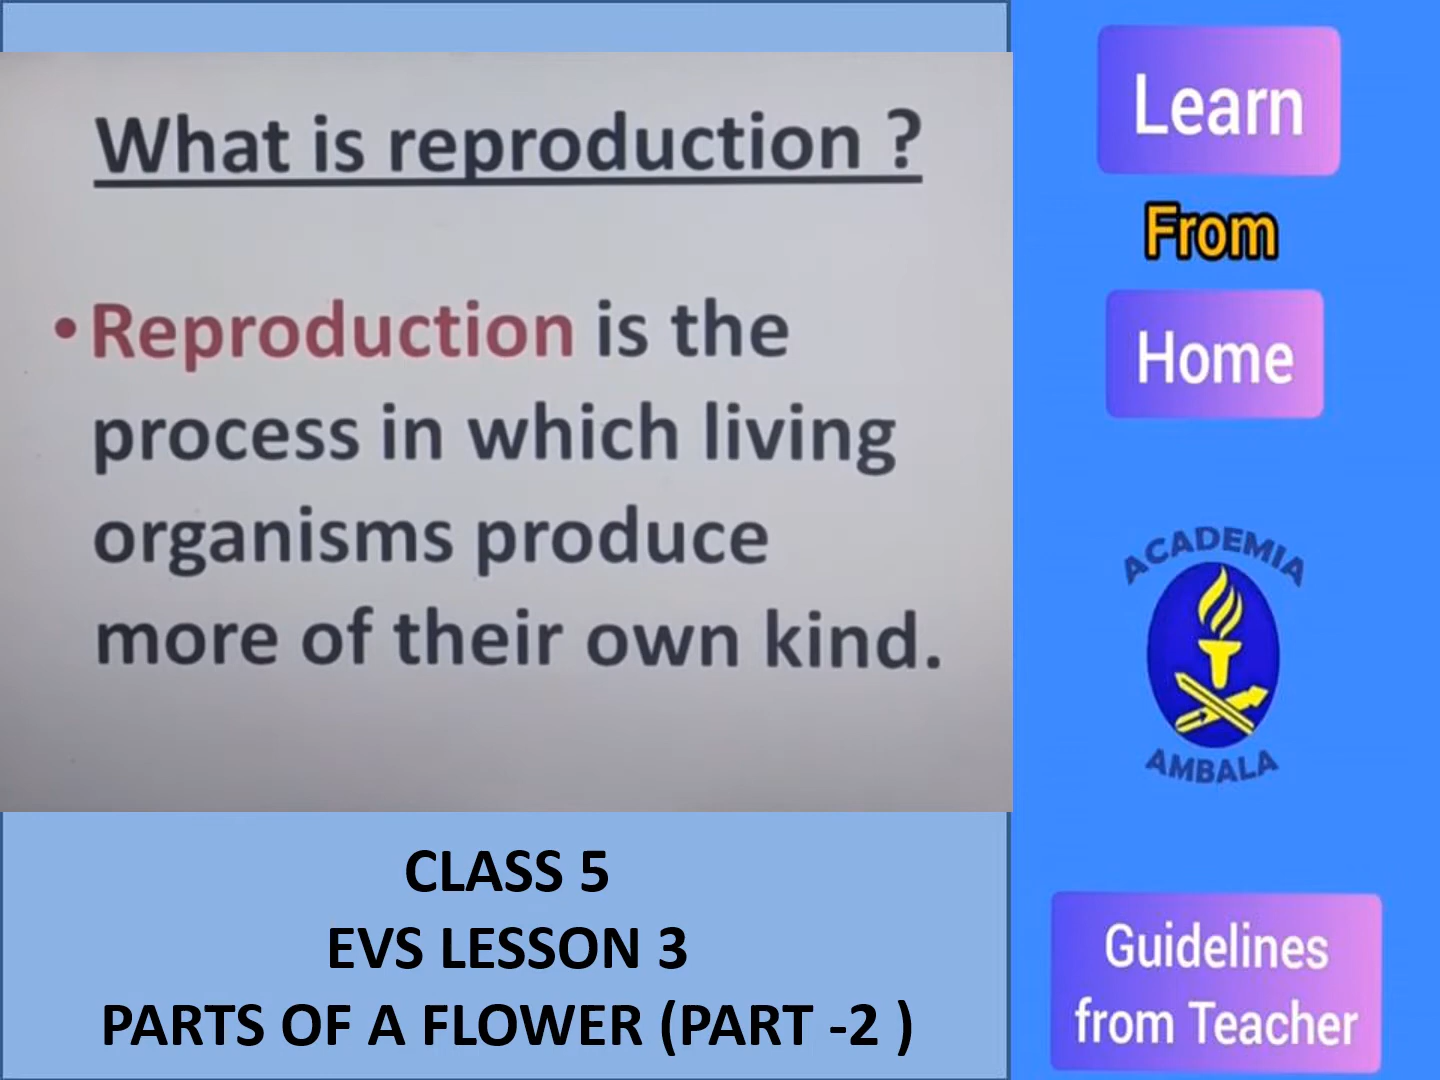 What is reproduction ?
• Reproduction is the
process in which living
organisms produce
more of their own kind.
CLASS 5
EVS LESSON 3
PARTS OF A FLOWER (PART -2 )
Learn
From
Home
ACADEMIA
AMBALA
Guidelines
from Teacher